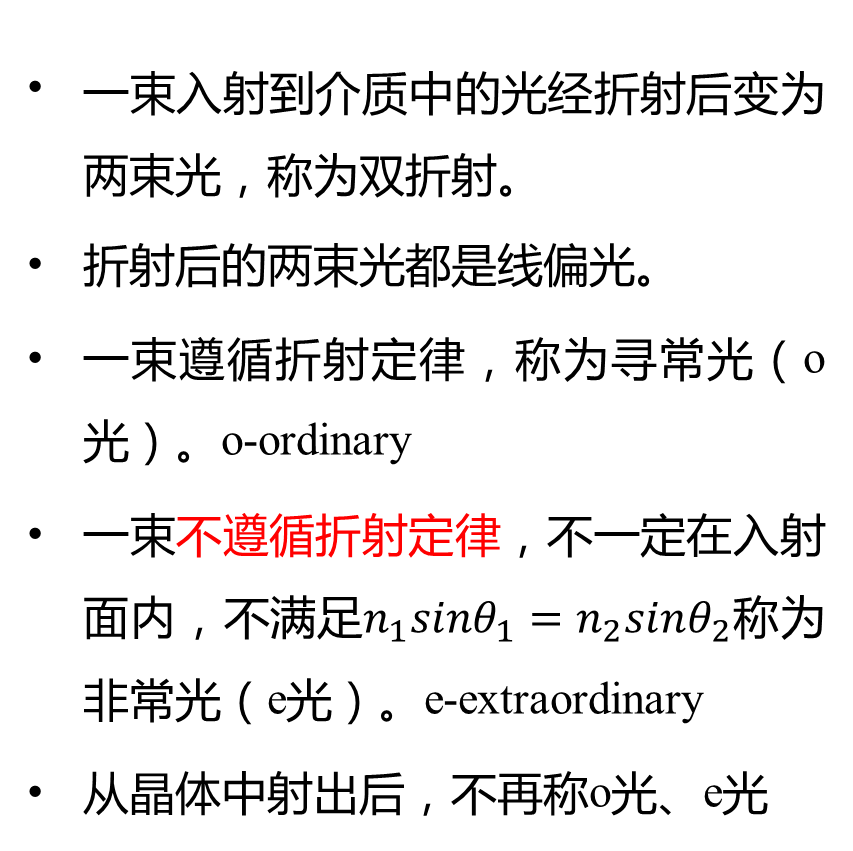 • 一束入射到介质中的光经折射后变为
两束光，称为双折射。
• 折射后的两束光都是线偏光。
• 一束遵循折射定律，称为寻常光（o
光）。o-ordinary
• 一束不遵循折射定律，不一定在入射
面内，不满足𝑛₁𝑠𝑖𝑛𝜃₁ = 𝑛₂𝑠𝑖𝑛𝜃₂称为
非常光（e光）。e-extraordinary
• 从晶体中射出后，不再称o光、e光